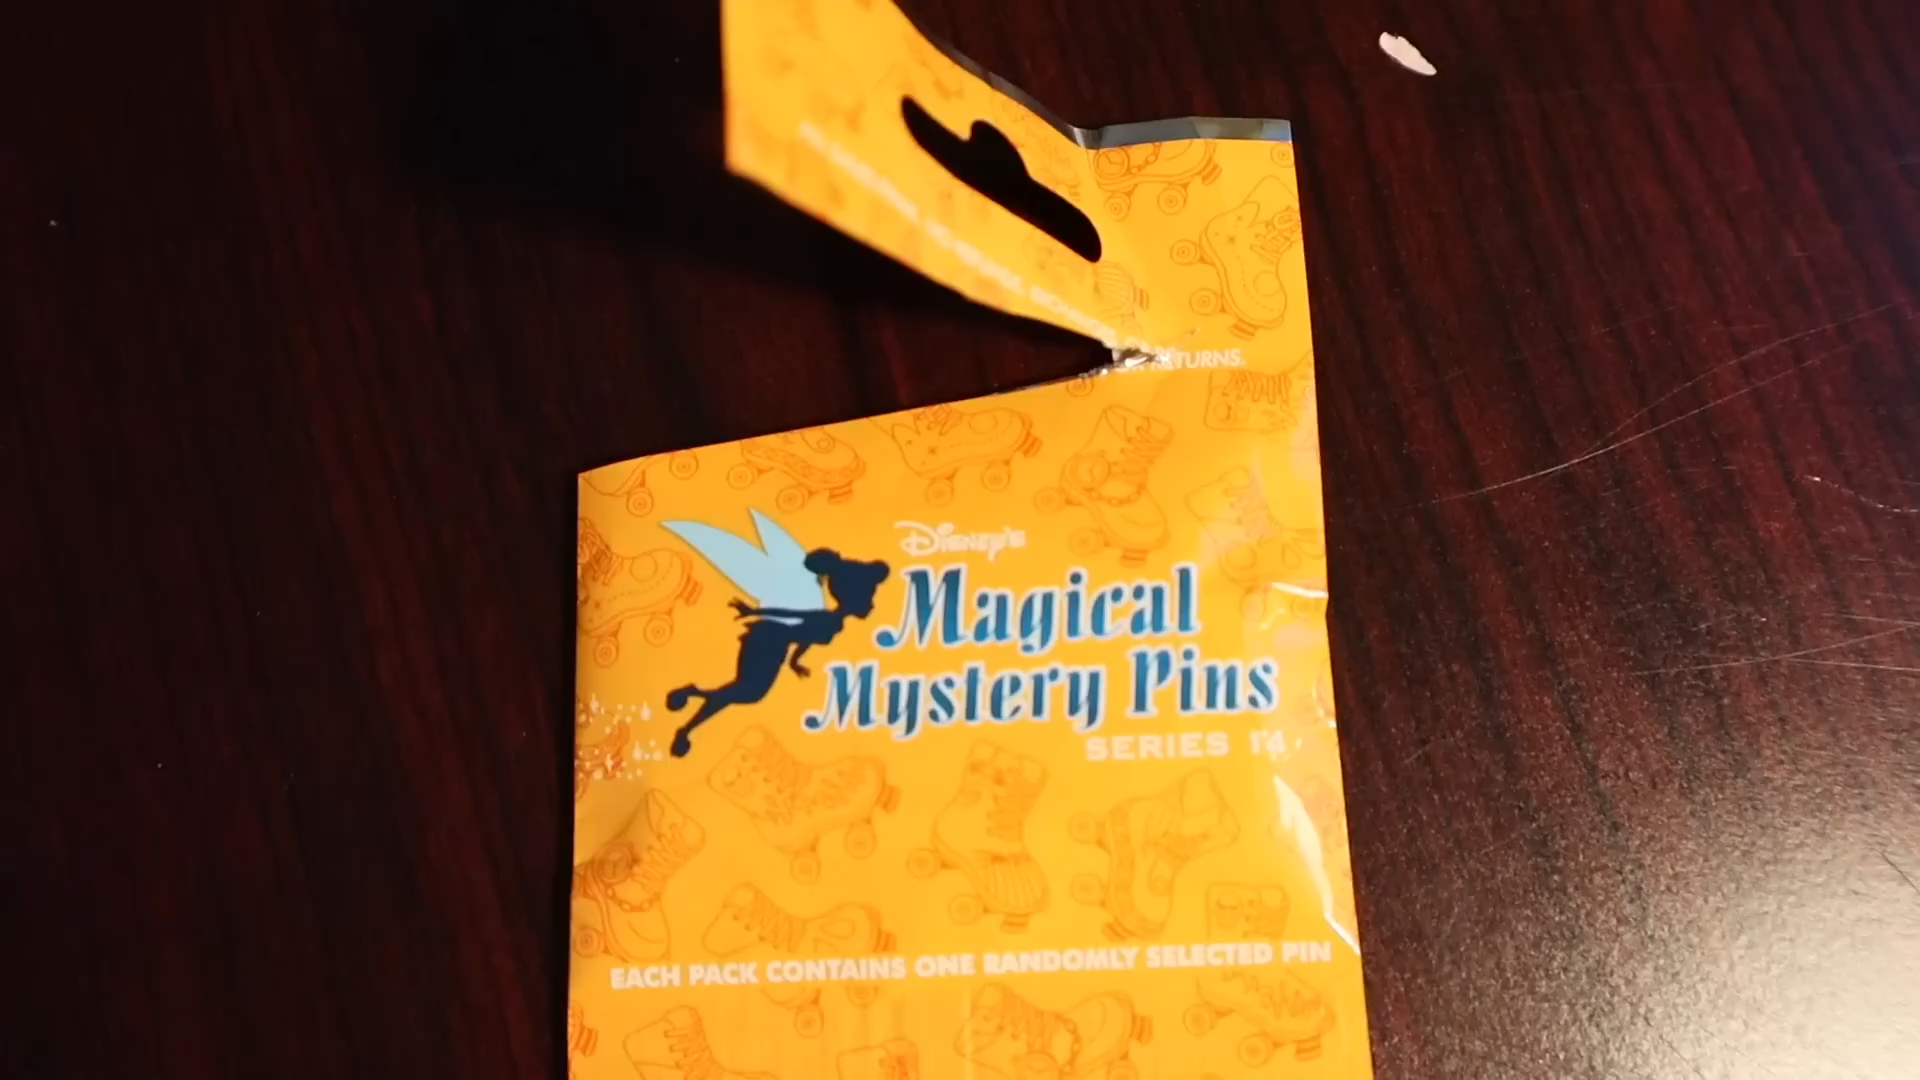 RETURNS.
Disney's
Magical
Mystery Pins
SERIES 14
EACH PACK CONTAINS ONE RANDOMLY SELECTED PIN